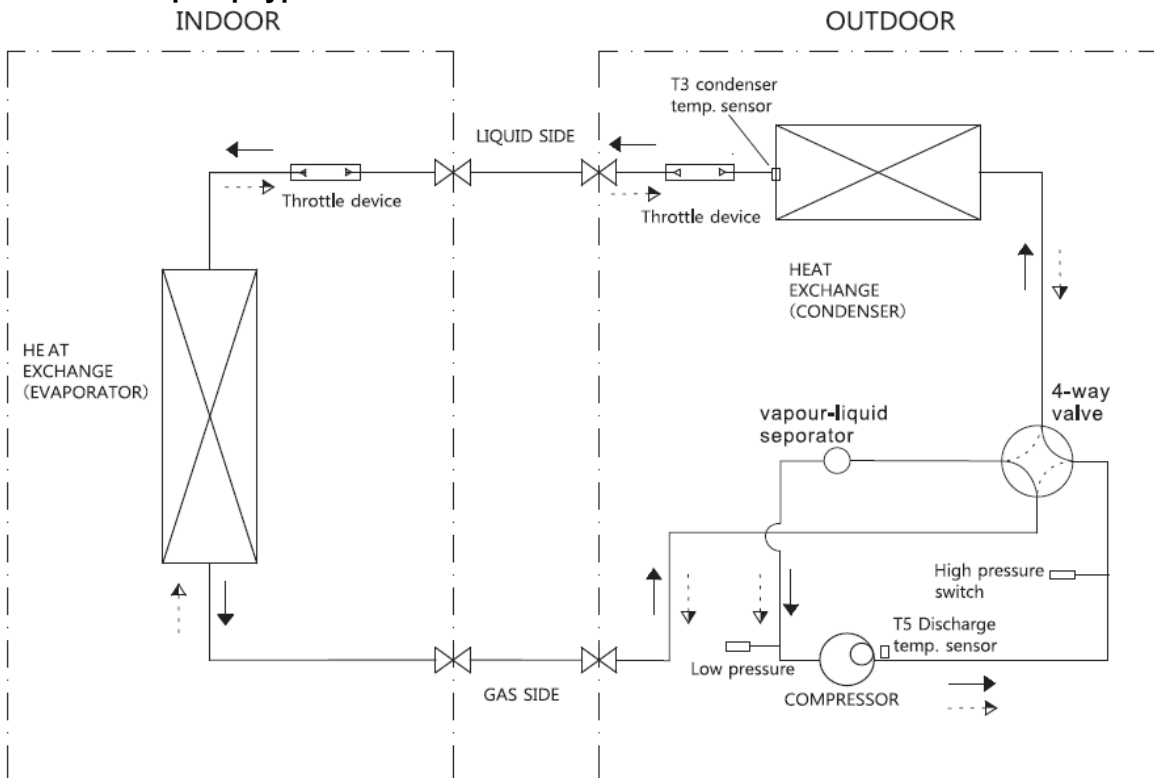 INDOOR
OUTDOOR
T3 condenser
temp. sensor
LIQUID SIDE
Throttle device
Throttle device
HEAT
EXCHANGE
(CONDENSER)
HEAT
EXCHANGE
(EVAPORATOR)
4-way
valve
vapour-liquid
seporator
High pressure
switch
T5 Discharge
temp. sensor
Low pressure
COMPRESSOR
GAS SIDE